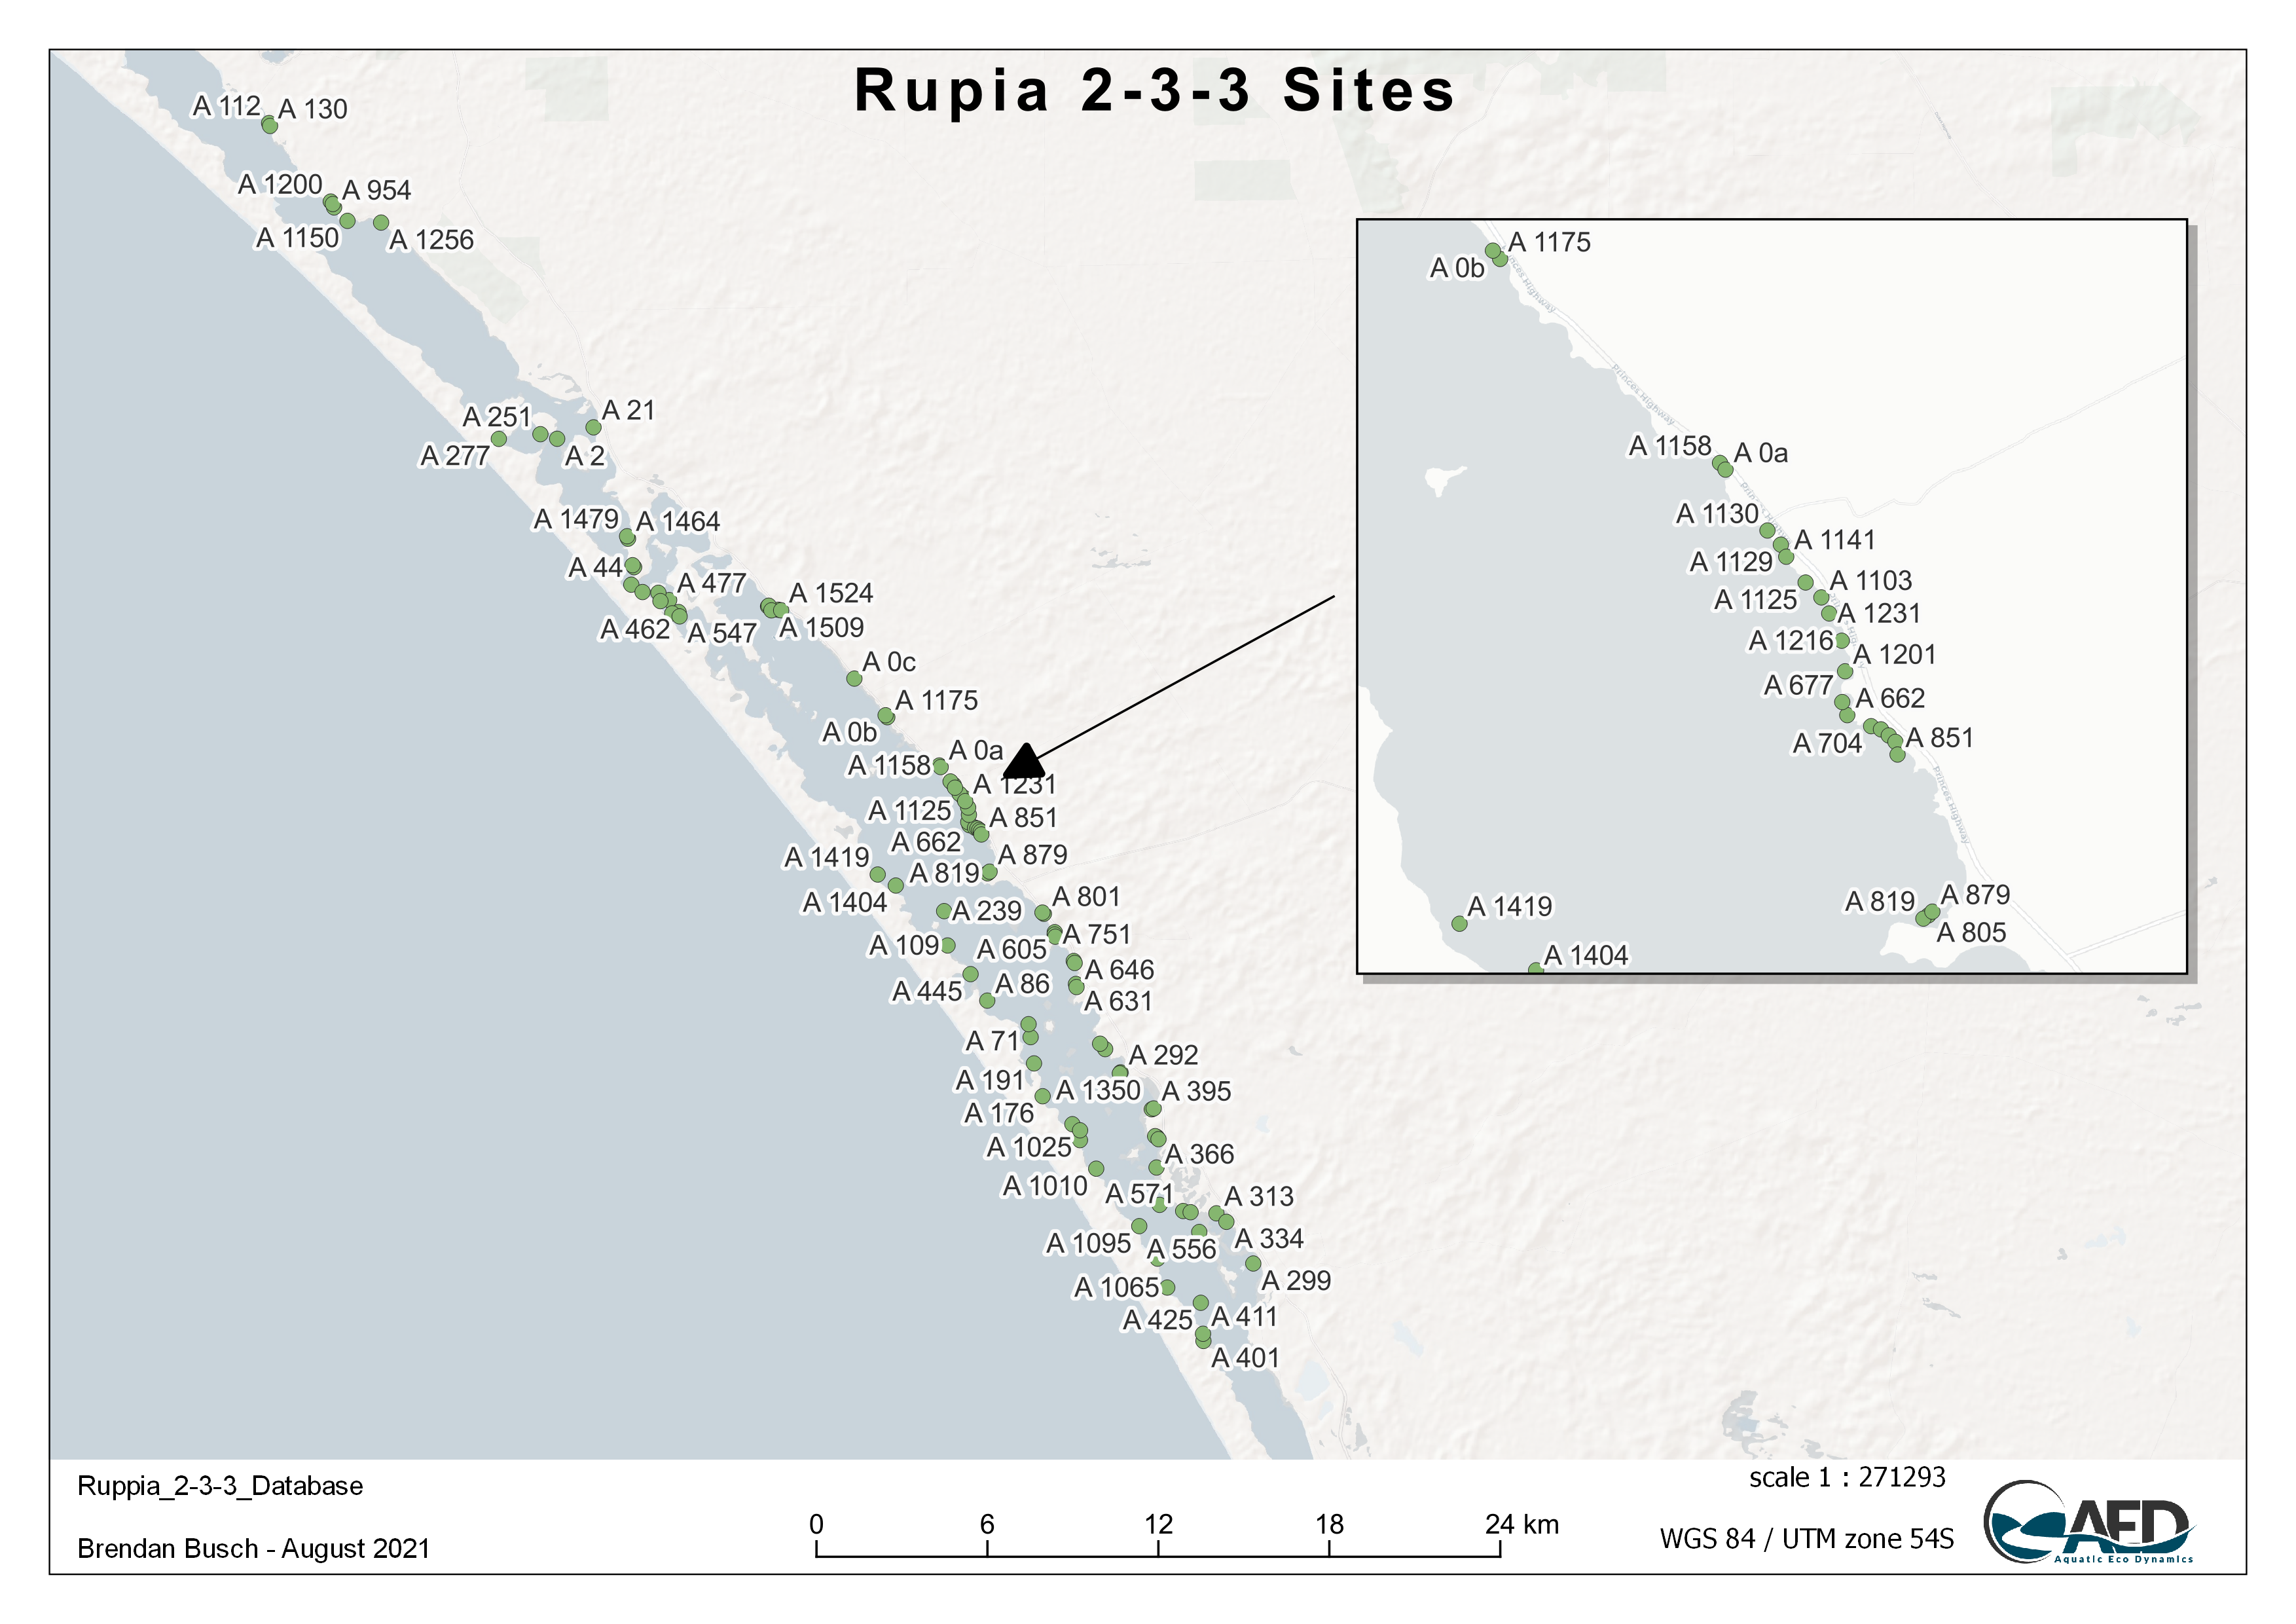 Rupia 2-3-3 Sites
A 112
A 130
A 1200
A 954
A 1150
A 1256
A 251
A 21
A 277
A 2
A 1479
A 1464
A 44
A 477
A 462
A 547
A 1524
A 1509
A 0c
A 1175
A 0b
A 0a
A 1158
A 1231
A 1125
A 851
A 662
A 1419
A 879
A 819
A 1404
A 801
A 239
A 109
A 605
A 751
A 445
A 86
A 646
A 631
A 71
A 292
A 191
A 1350
A 395
A 176
A 1025
A 366
A 1010
A 571
A 313
A 1095
A 556
A 334
A 1065
A 299
A 425
A 411
A 401
A 1175
A 0b
Princes Highway
Princes Highway
A 1158
A 0a
A 1130
A 1141
A 1129
A 1103
A 1125
A 1231
A 1216
A 1201
A 677
A 662
A 704
A 851
Princes Highway
A 1419
A 819
A 879
A 805
A 1404
Ruppia_2-3-3_Database
Brendan Busch - August 2021
0 6 12 18 24 km
scale 1 : 271293
WGS 84 / UTM zone 54S
AED
Aquatic Eco Dynamics